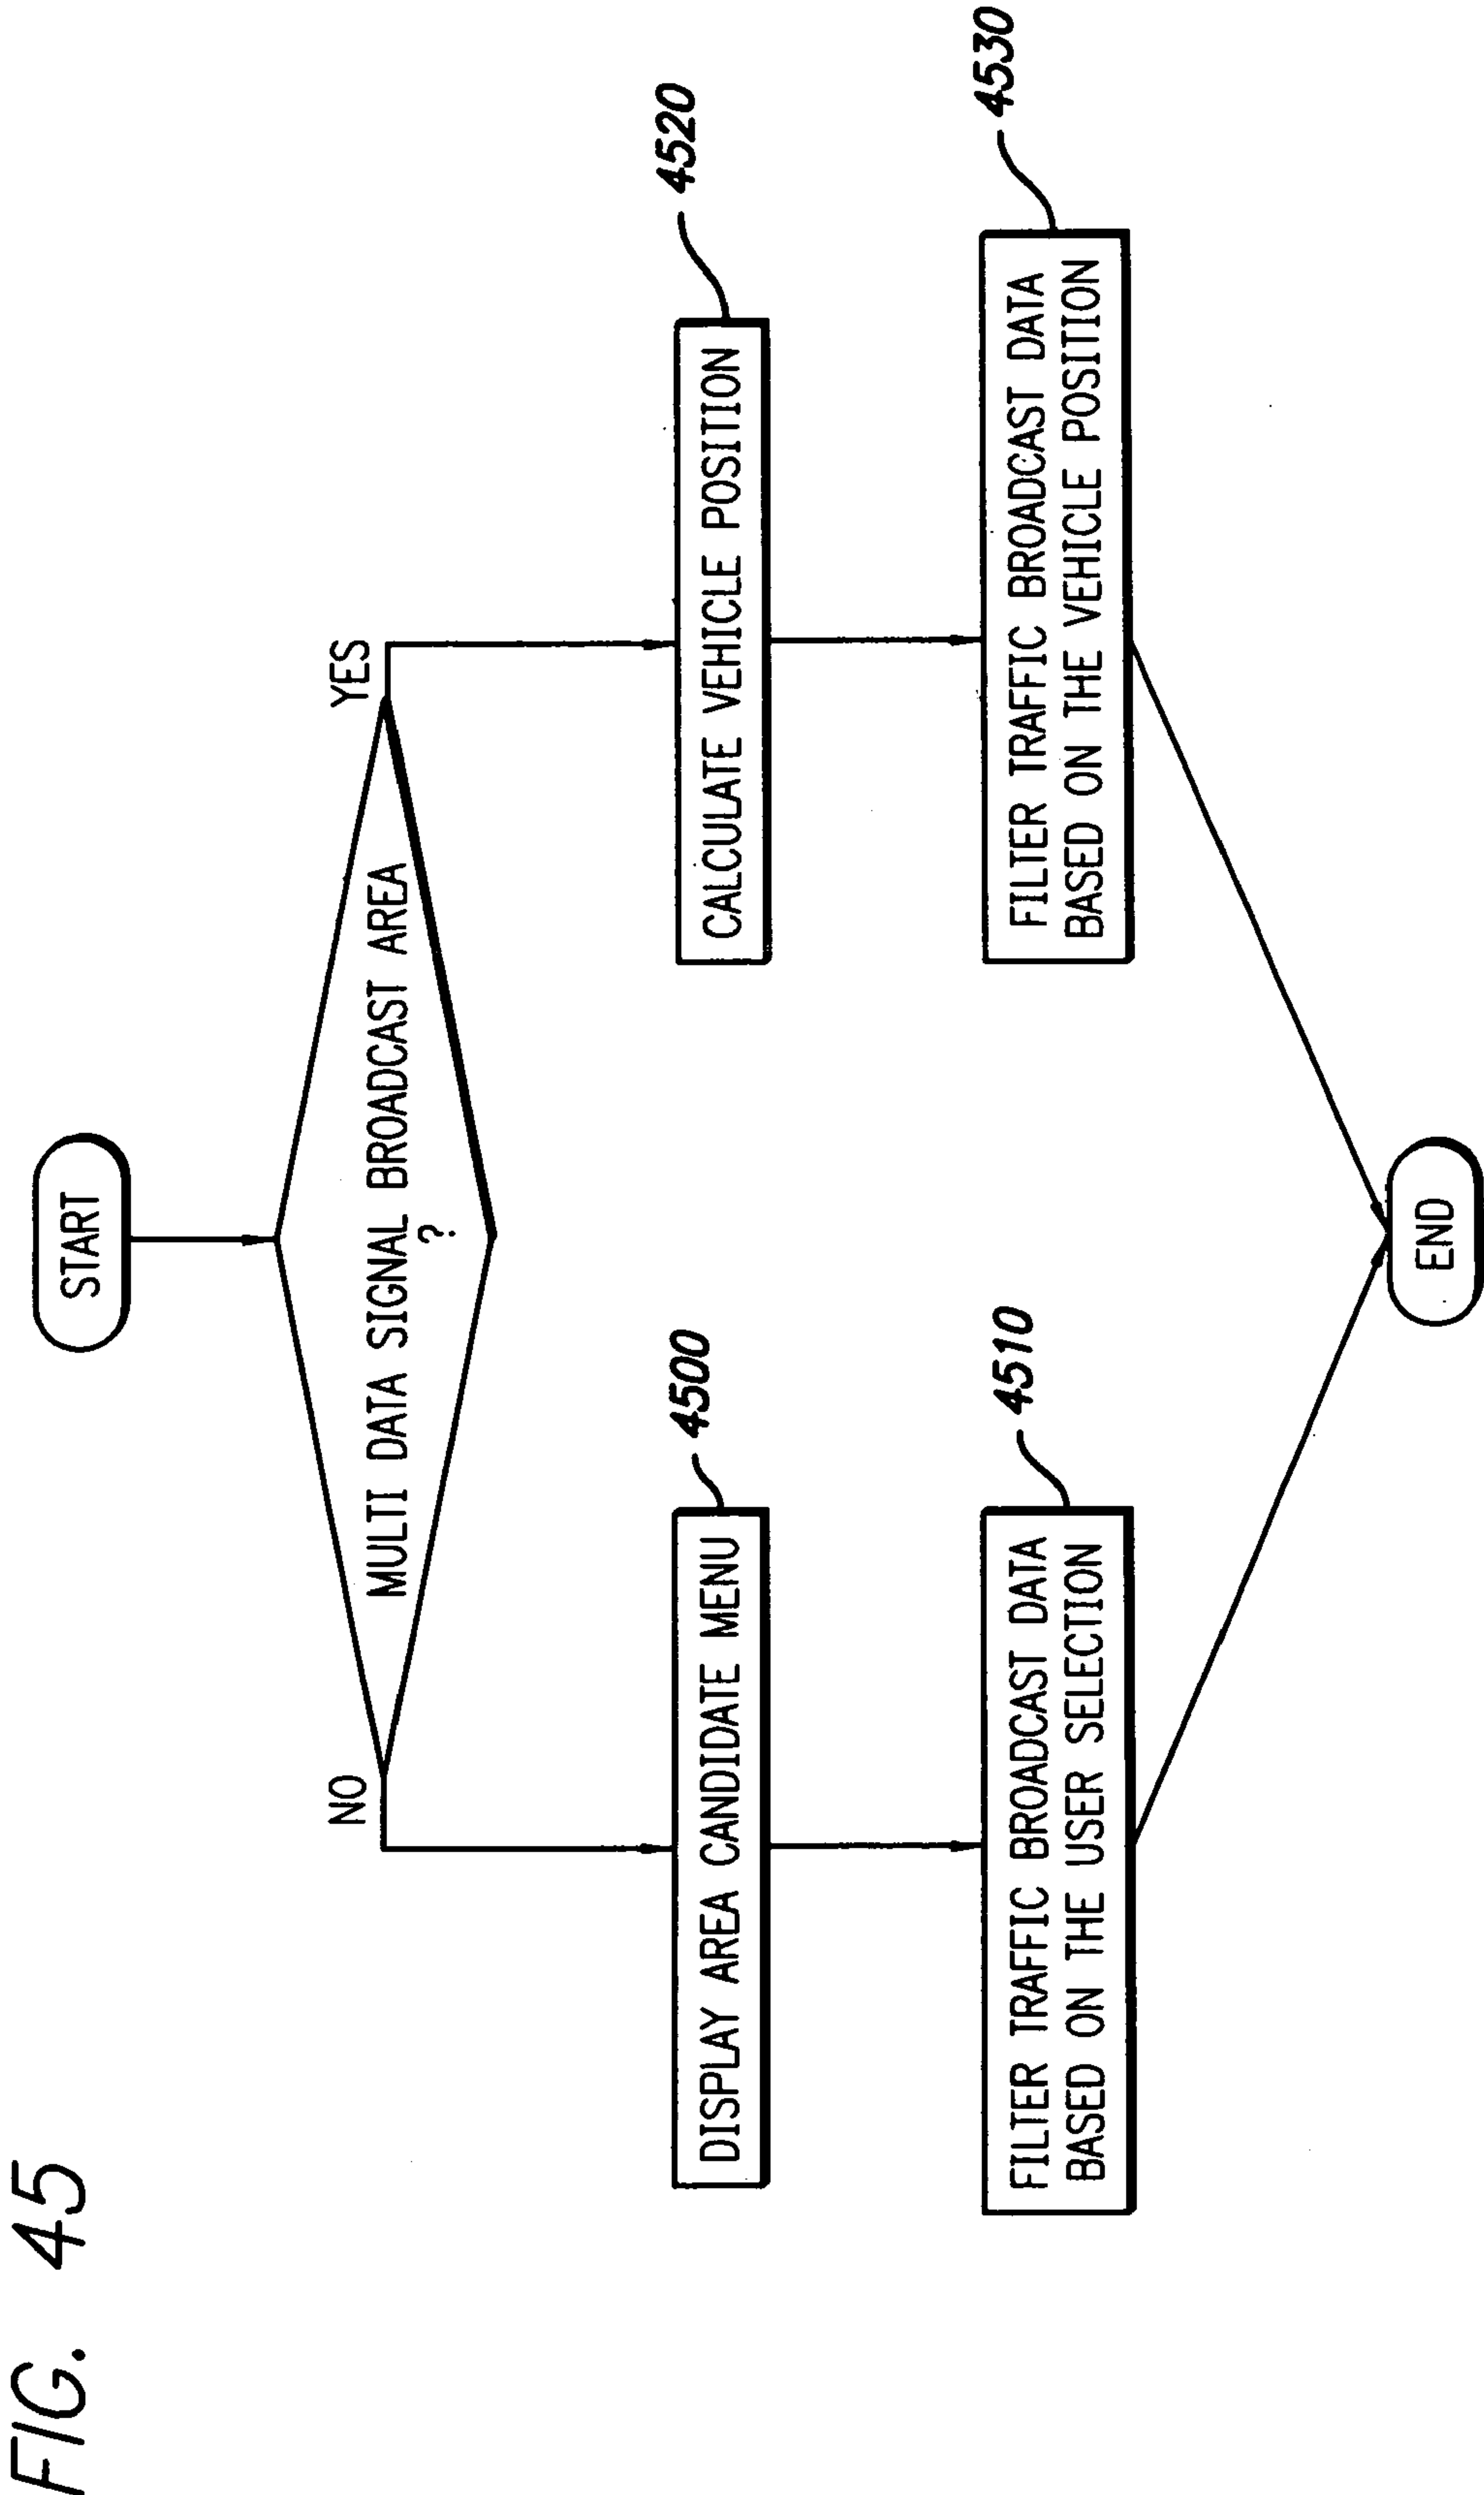 FIG. 45
START
MULTI DATA SIGNAL BROADCAST AREA
?
NO
YES
4500
DISPLAY AREA CANDIDATE MENU
4520
CALCULATE VEHICLE POSITION
4510
FILTER TRAFFIC BROADCAST DATA
BASED ON THE USER SELECTION
4530
FILTER TRAFFIC BROADCAST DATA
BASED ON THE VEHICLE POSITION
END